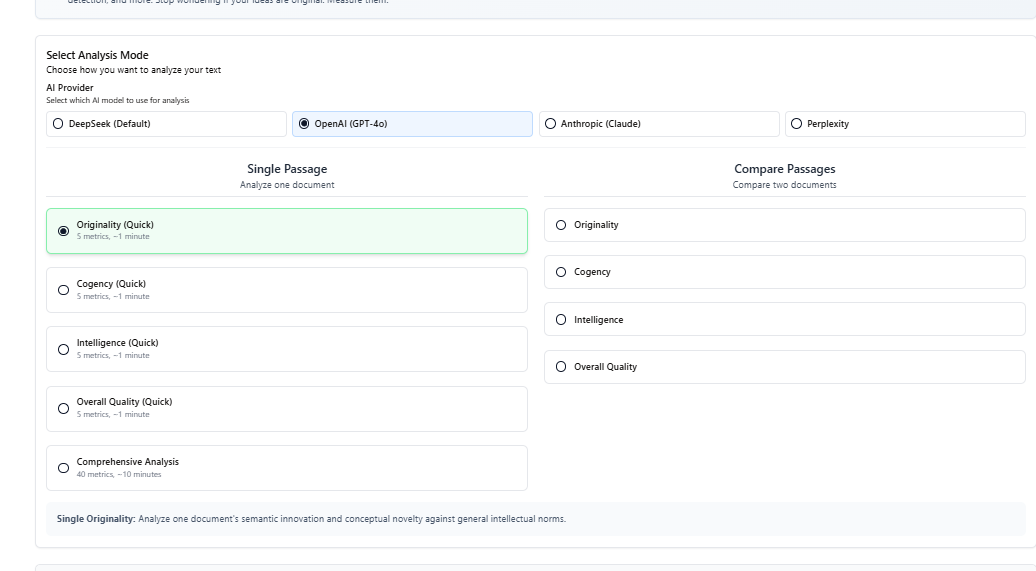 detection, and more. Stop wondering if your ideas are original. Measure them.
Select Analysis Mode
Choose how you want to analyze your text
AI Provider
Select which AI model to use for analysis
DeepSeek (Default)
OpenAI (GPT-4o)
Anthropic (Claude)
Perplexity
Single Passage
Analyze one document
Originality (Quick)
5 metrics, ~1 minute
Cogency (Quick)
5 metrics, ~1 minute
Intelligence (Quick)
5 metrics, ~1 minute
Overall Quality (Quick)
5 metrics, ~1 minute
Comprehensive Analysis
40 metrics, ~10 minutes
Compare Passages
Compare two documents
Originality
Cogency
Intelligence
Overall Quality
Single Originality: Analyze one document's semantic innovation and conceptual novelty against general intellectual norms.